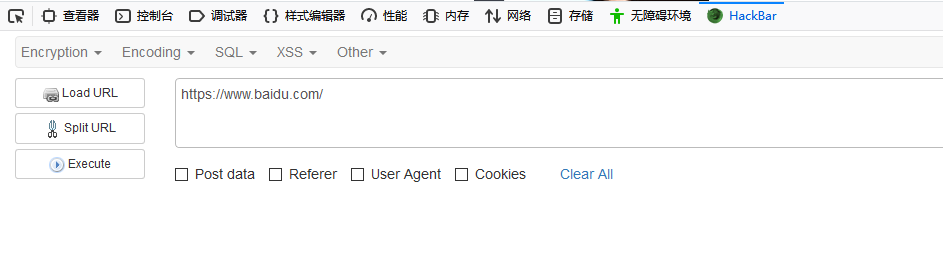 查看器 控制台 调试器 样式编辑器 性能 内存 网络 存储 无障碍环境 HackBar
Encryption Encoding SQL XSS Other
Load URL https://www.baidu.com/
Split URL
Execute
Post data Referer User Agent Cookies Clear All